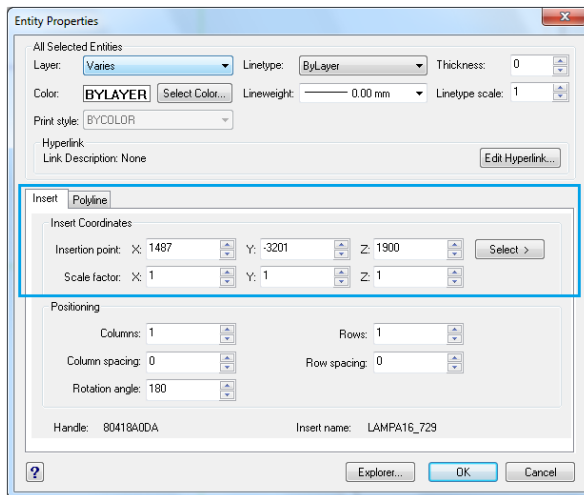 Entity Properties
All Selected Entities
Layer: Varies Linetype: ByLayer Thickness: 0
Color: BYLAYER Select Color... Lineweight: 0.00 mm Linetype scale: 1
Print style: BYCOLOR
Hyperlink
Link Description: None Edit Hyperlink...
Insert Polyline
Insert Coordinates
Insertion point: X: 1487 Y: -3201 Z: 1900 Select >
Scale factor: X: 1 Y: 1 Z: 1
Positioning
Columns: 1 Rows: 1
Column spacing: 0 Row spacing: 0
Rotation angle: 180
Handle: 80418A0DA Insert name: LAMPA16_729
? Explorer... OK Cancel